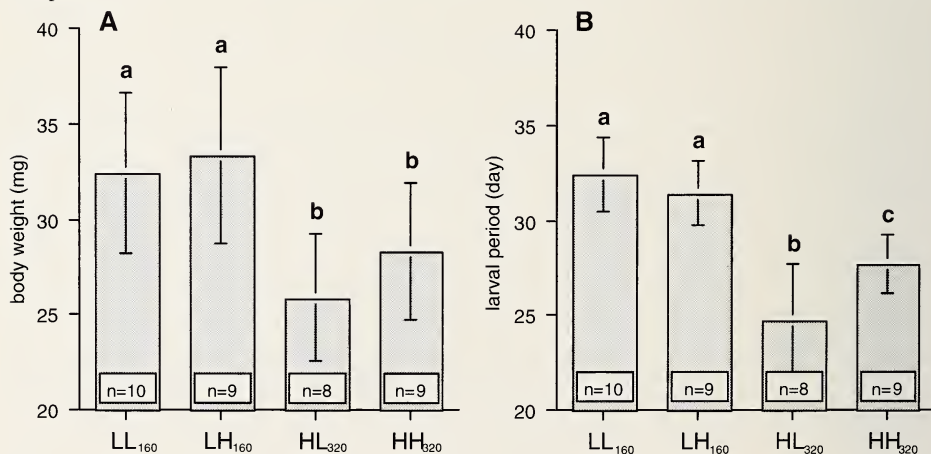 A
B
40
35
30
25
20
body weight (mg)
a
a
b
b
n=10
n=9
n=8
n=9
LL160
LH160
HL320
HH320
40
35
30
25
20
larval period (day)
a
a
b
c
n=10
n=9
n=8
n=9
LL160
LH160
HL320
HH320